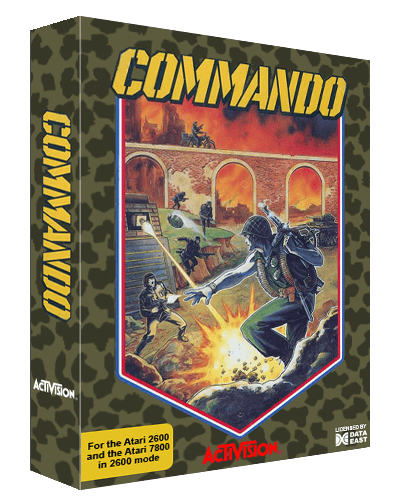 COMMANDO
COMMANDO
ACTIVISION
For the Atari 2600
and the Atari 7800
in 2600 mode
ACTIVISION
LICENSED BY
DATA
EAST